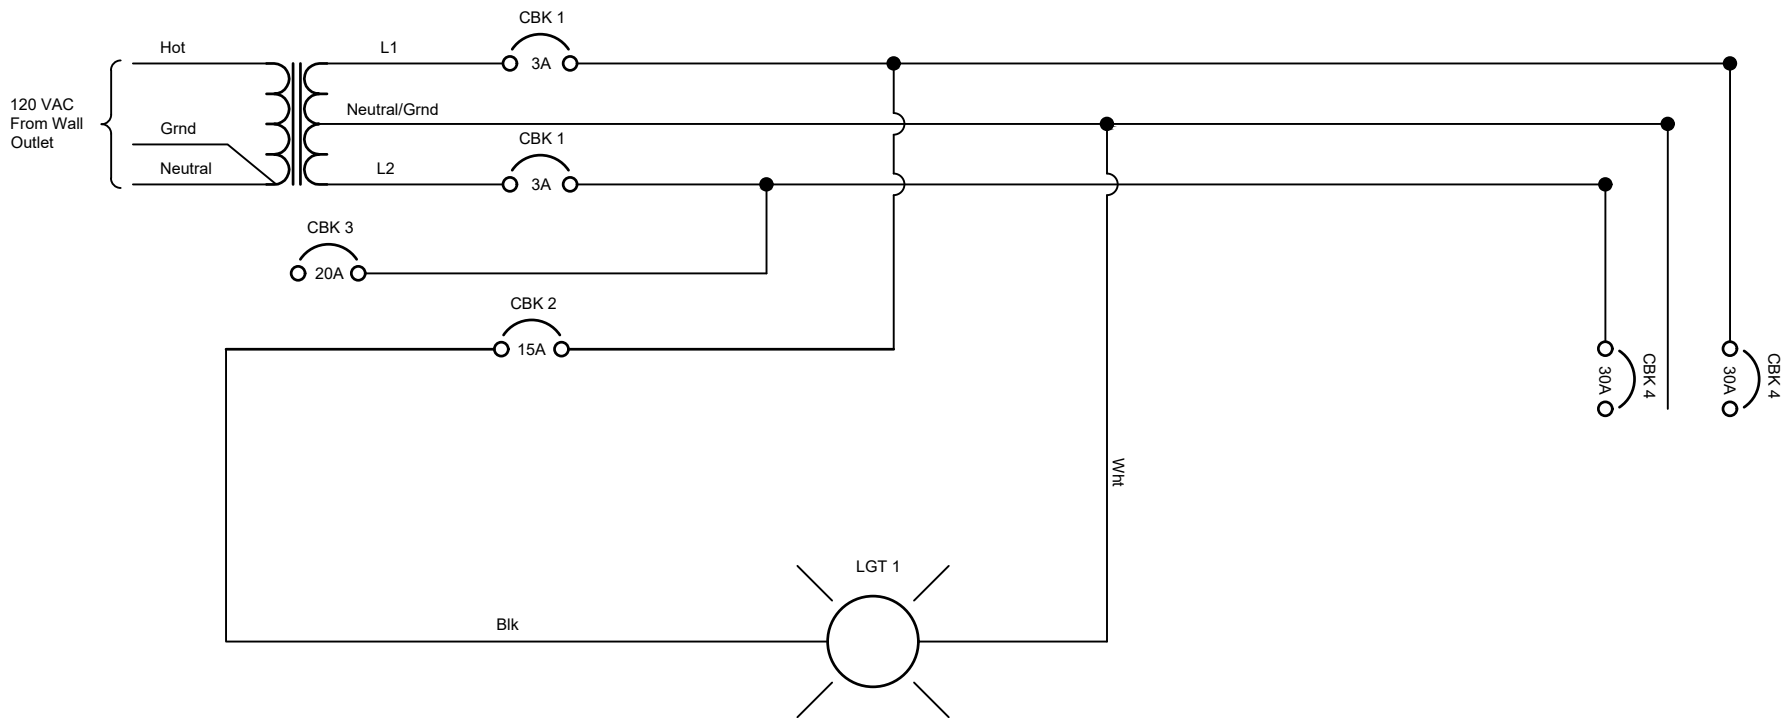 CBK 1
Hot
L1
3A
120 VAC
From Wall
Outlet
Neutral/Grnd
Grnd
CBK 1
Neutral
L2
3A
CBK 3
20A
CBK 2
15A
30A
CBK 4
30A
CBK 4
Wht
LGT 1
Blk